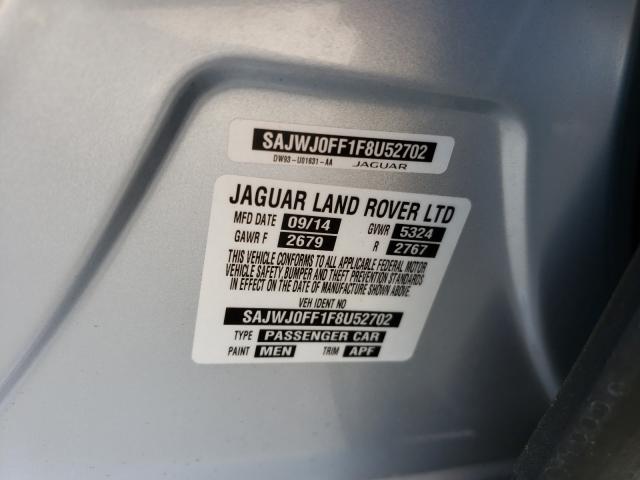 SAJWJ0FF1F8U52702
DW93-U01631-AA JAGUAR
JAGUAR LAND ROVER LTD
MFD DATE 09/14 GVWR 5324
GAWR F 2679 R 2767
THIS VEHICLE CONFORMS TO ALL APPLICABLE FEDERAL MOTOR
VEHICLE SAFETY BUMPER AND THEFT PREVENTION STANDARDS
IN EFFECT ON THE DATE OF MANUFACTURE SHOWN ABOVE.
VEH IDENT NO
SAJWJ0FF1F8U52702
TYPE PASSENGER CAR
PAINT MEN TRIM APF